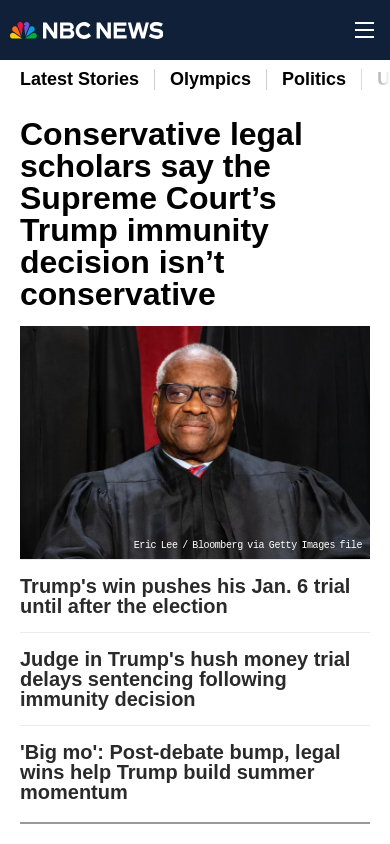 NBC NEWS
Latest Stories
Olympics
Politics
Conservative legal
scholars say the
Supreme Court’s
Trump immunity
decision isn’t
conservative
Eric Lee / Bloomberg via Getty Images file
Trump's win pushes his Jan. 6 trial
until after the election
Judge in Trump's hush money trial
delays sentencing following
immunity decision
'Big mo': Post-debate bump, legal
wins help Trump build summer
momentum